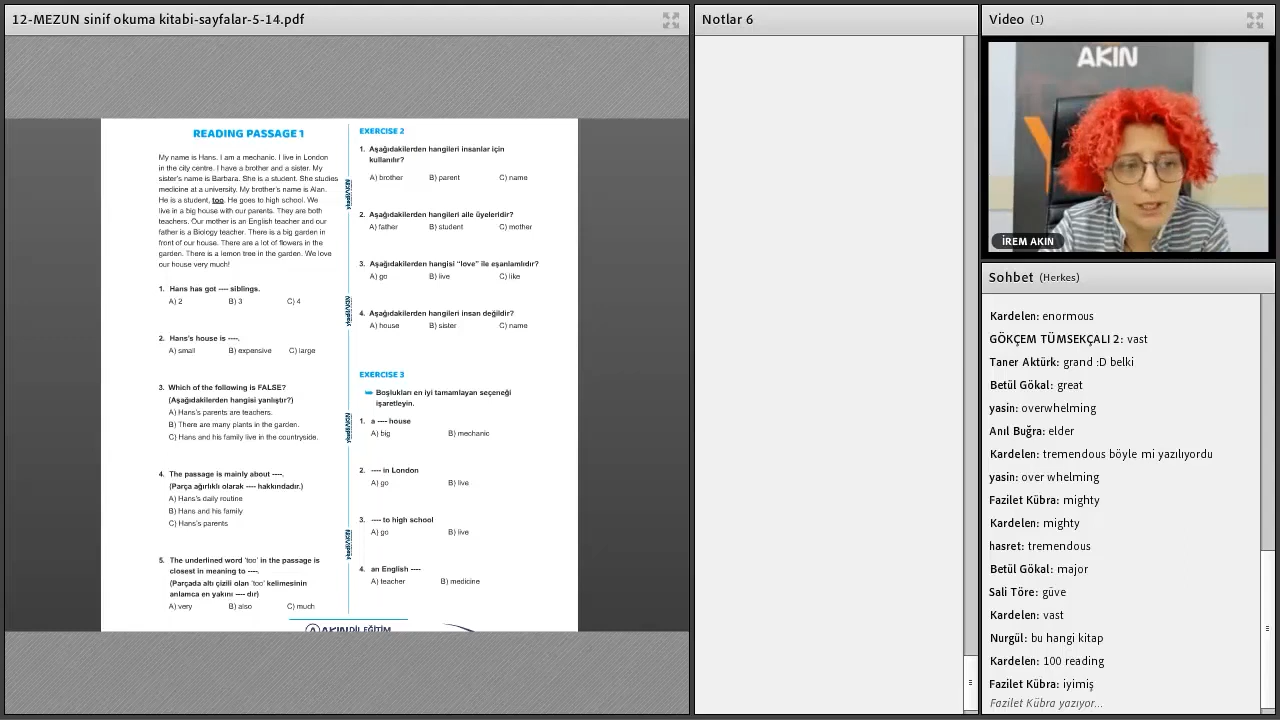 12-MEZUN sinif okuma kitabi-sayfalar-5-14.pdf
READING PASSAGE 1
My name is Hans. I am a mechanic. I live in London
in the city centre. I have a brother and a sister. My
sister's name is Barbara. She is a student. She studies
medicine at a university. My brother's name is Alan.
He is a student, too. He goes to high school. We
live in a big house with our parents. They are both
teachers. Our mother is an English teacher and our
father is a Biology teacher. There is a big garden in
front of our house. There are a lot of flowers in the
garden. There is a lemon tree in the garden. We love
our house very much!
1. Hans has got ---- siblings.
A) 2 B) 3 C) 4
2. Hans's house is ----.
A) small B) expensive C) large
3. Which of the following is FALSE?
(Aşağıdakilerden hangisi yanlıştır?)
A) Hans's parents are teachers.
B) There are many plants in the garden.
C) Hans and his family live in the countryside.
4. The passage is mainly about ----.
(Parça ağırlıklı olarak ---- hakkındadır.)
A) Hans's daily routine
B) Hans and his family
C) Hans's parents
5. The underlined word 'too' in the passage is
closest in meaning to ----.
(Parçada altı çizili olan 'too' kelimesinin
anlamca en yakını ---- dır)
A) very B) also C) much
EXERCISE 2
1. Aşağıdakilerden hangileri insanlar için
kullanılır?
A) brother B) parent C) name
2. Aşağıdakilerden hangileri aile üyeleridir?
A) father B) student C) mother
3. Aşağıdakilerden hangisi "love" ile eşanlamlıdır?
A) go B) live C) like
4. Aşağıdakilerden hangileri insan değildir?
A) house B) sister C) name
EXERCISE 3
Boşlukları en iyi tamamlayan seçeneği
işaretleyin.
1. a ---- house
A) big B) mechanic
2. ---- in London
A) go B) live
3. ---- to high school
A) go B) live
4. an English ----
A) teacher B) medicine
AKINDİL EĞİTİM
Notlar 6
Video (1)
AKIN
İREM AKIN
Sohbet (Herkes)
Kardelen: enormous
GÖKÇEM TÜMSEKÇALI 2: vast
Taner Aktürk: grand :D belki
Betül Gökal: great
yasin: overwhelming
Anıl Buğra: elder
Kardelen: tremendous böyle mi yazılıyordu
yasin: over whelming
Fazilet Kübra: mighty
Kardelen: mighty
hasret: tremendous
Betül Gökal: major
Sali Töre: güve
Kardelen: vast
Nurgül: bu hangi kitap
Kardelen: 100 reading
Fazilet Kübra: iyimiş
Fazilet Kübra yazıyor...